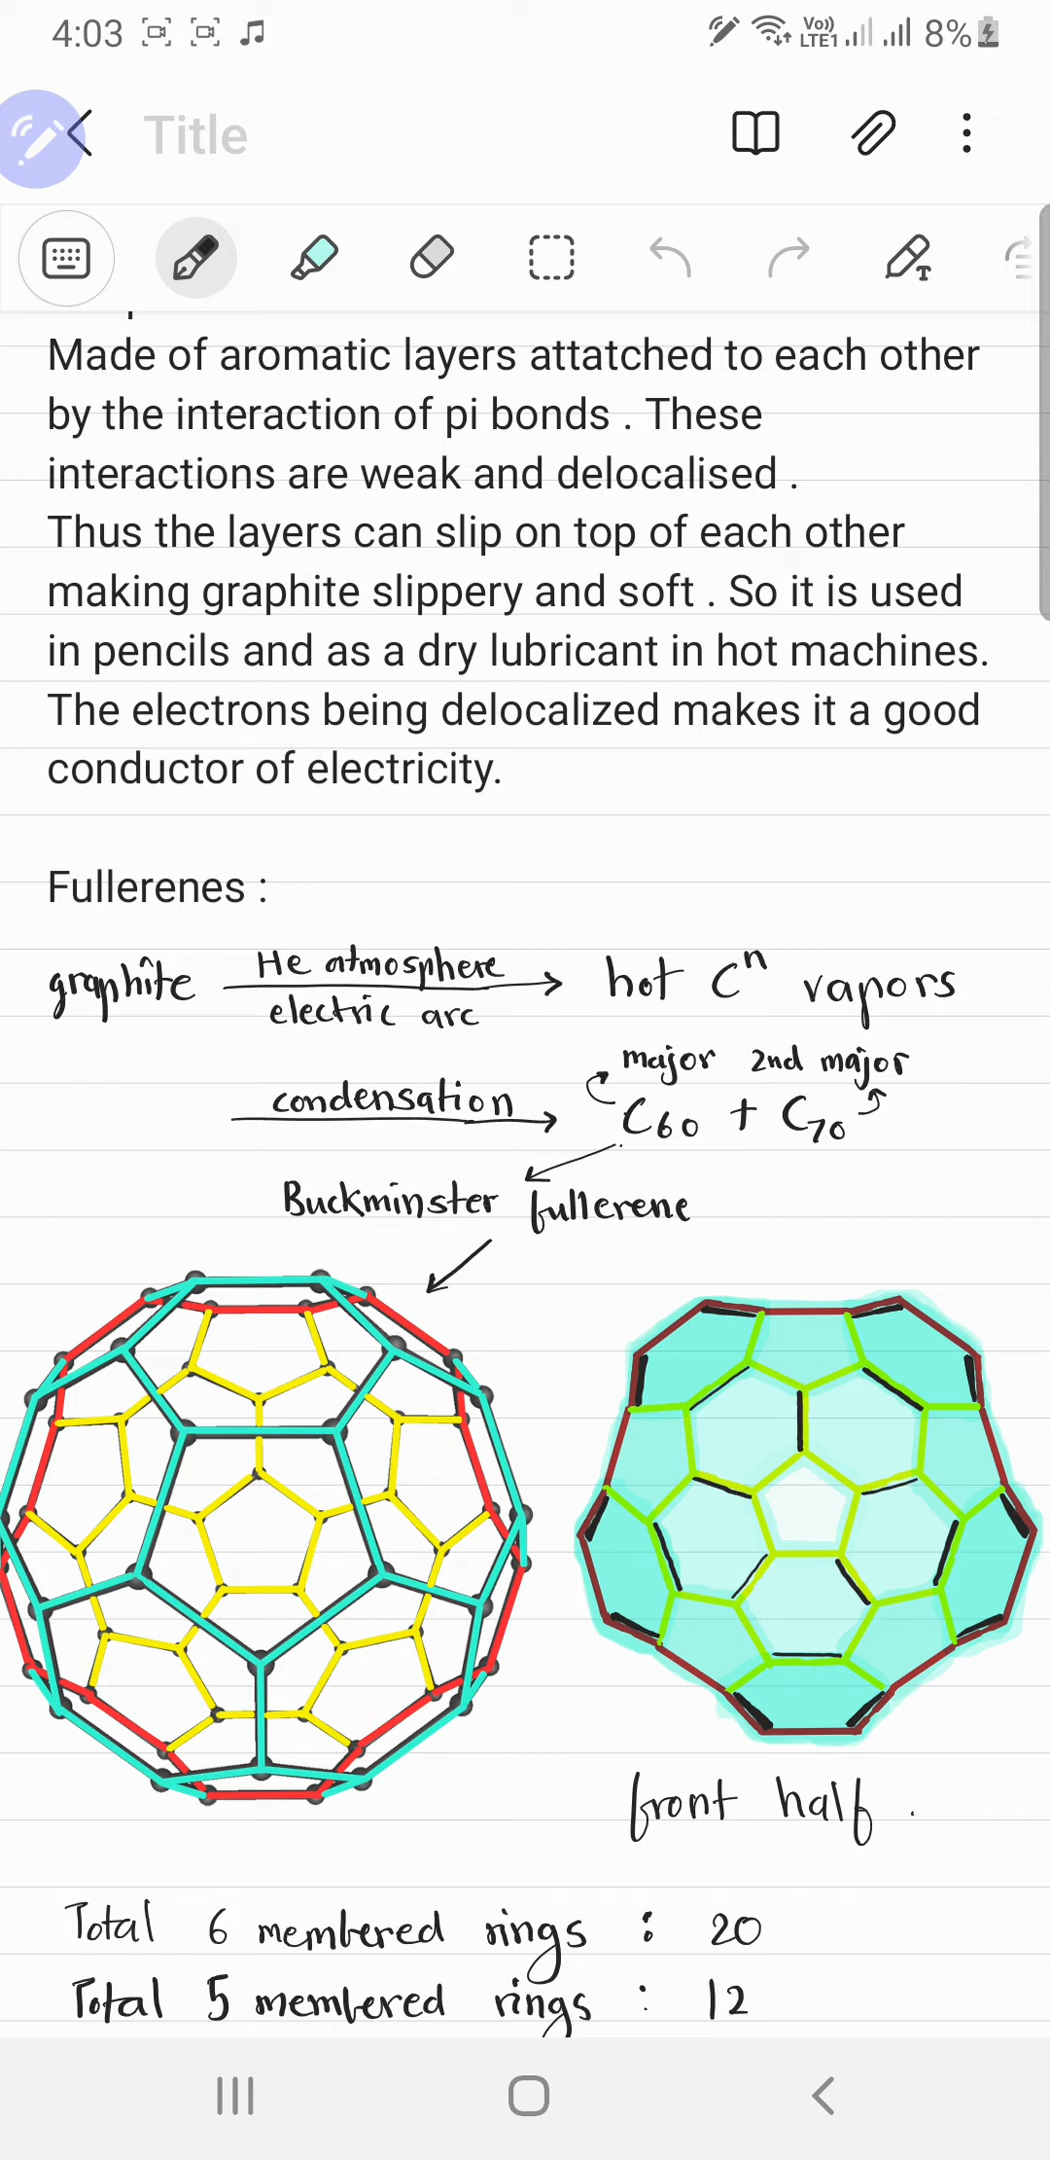 4:03 Vo)) LTE1 8%
Title
Made of aromatic layers attatched to each other
by the interaction of pi bonds . These
interactions are weak and delocalised .
Thus the layers can slip on top of each other
making graphite slippery and soft . So it is used
in pencils and as a dry lubricant in hot machines.
The electrons being delocalized makes it a good
conductor of electricity.
Fullerenes :
graphite He atmosphere → hot Cⁿ vapors
electric arc
major 2nd major
condensation → C₆₀ + C₇₀
Buckminster fullerene
front half .
Total 6 membered rings : 20
Total 5 membered rings : 12